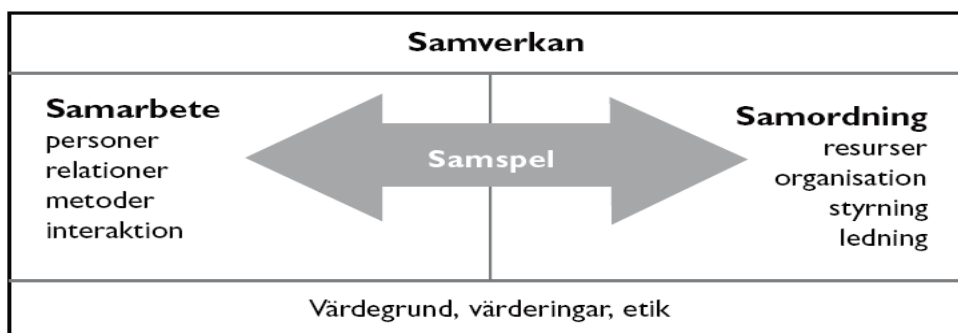 Samverkan
Samarbete
personer
relationer
metoder
interaktion
Samspel
Samordning
resurser
organisation
styrning
ledning
Värdegrund, värderingar, etik